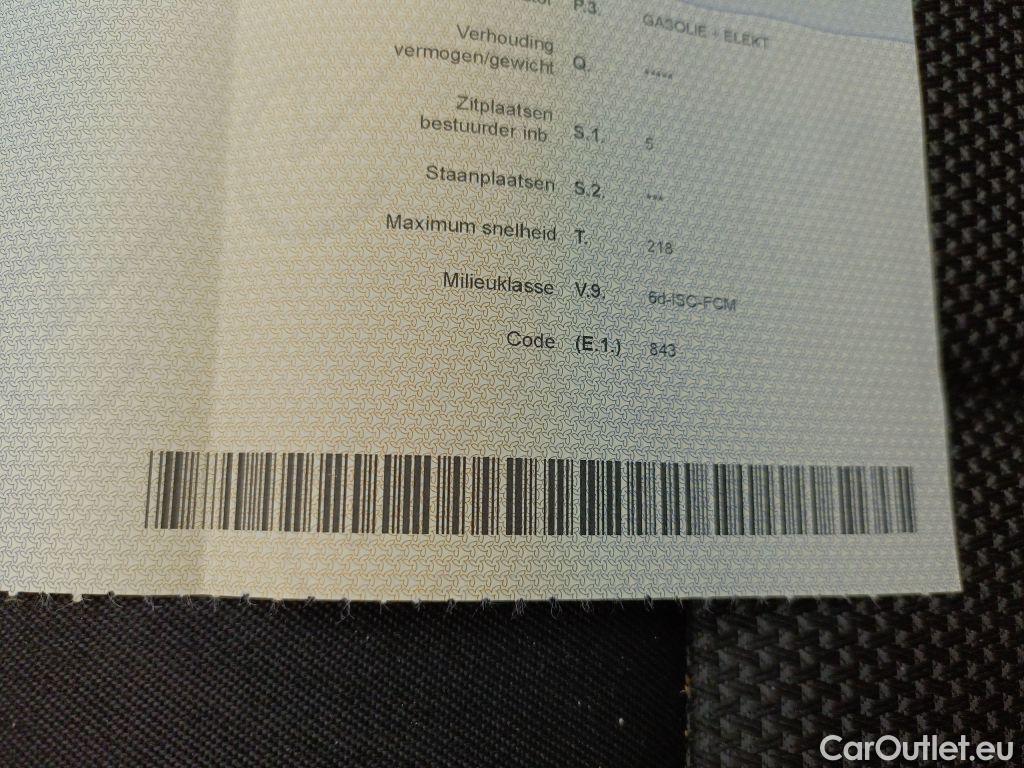 P.3. GASOLIE + ELEKT
Verhouding
vermogen/gewicht Q. *****
Zitplaatsen
bestuurder inb. S.1. 5
Staanplaatsen S.2. ***
Maximum snelheid T. 218
Milieuklasse V.9. 6d-ISC-FCM
Code (E.1.) 843
CarOutlet.eu